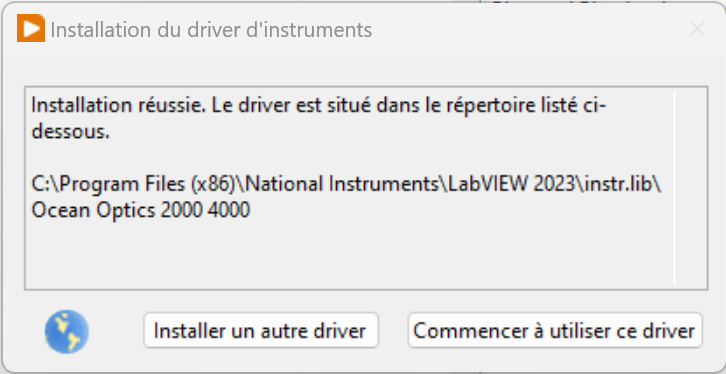 Installation du driver d'instruments
Installation réussie. Le driver est situé dans le répertoire listé ci-
dessous.
C:\Program Files (x86)\National Instruments\LabVIEW 2023\instr.lib\
Ocean Optics 2000 4000
Installer un autre driver
Commencer à utiliser ce driver